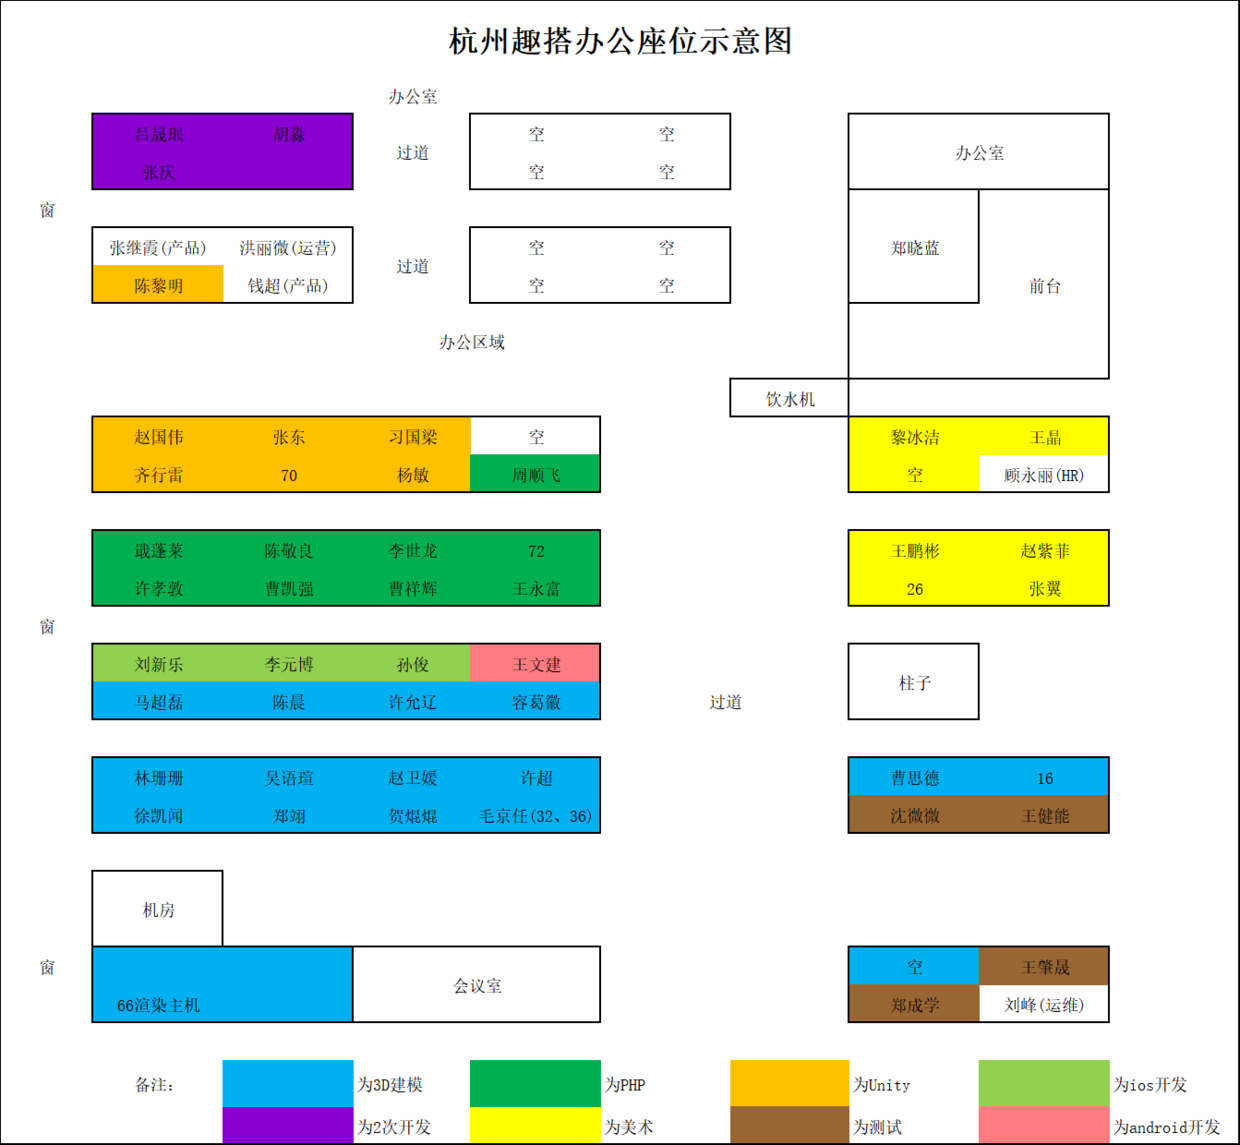 杭州趣搭办公座位示意图
办公室
吕晟珉 胡淼 空 空
过道 办公室
张庆 空 空
窗
张继霞(产品) 洪丽微(运营) 空 空 郑晓蓝
过道
陈黎明 钱超(产品) 空 空 前台
办公区域
饮水机
赵国伟 张东 习国梁 空 黎冰洁 王晶
齐行雷 70 杨敏 周顺飞 空 顾永丽(HR)
戢蓬莱 陈敬良 李世龙 72 王鹏彬 赵紫菲
许孝敦 曹凯强 曹祥辉 王永富 26 张翼
窗
刘新乐 李元博 孙俊 王文建
柱子
马超磊 陈晨 许允辽 容葛徽 过道
林珊珊 吴语瑄 赵卫媛 许超 曹思德 16
徐凯闻 郑翊 贺焜焜 毛京任(32、36) 沈微微 王健能
机房
窗 空 王肇晟
会议室
66渲染主机 郑成学 刘峰(运维)
备注： 为3D建模 为PHP 为Unity 为ios开发
为2次开发 为美术 为测试 为android开发